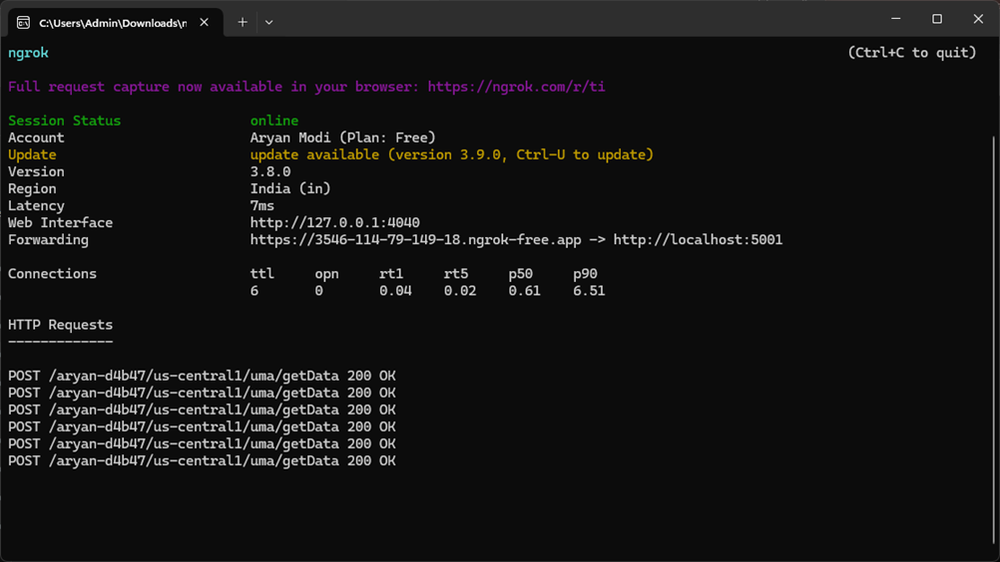 C:\Users\Admin\Downloads\n
ngrok (Ctrl+C to quit)
Full request capture now available in your browser: https://ngrok.com/r/ti
Session Status online
Account Aryan Modi (Plan: Free)
Update update available (version 3.9.0, Ctrl-U to update)
Version 3.8.0
Region India (in)
Latency 7ms
Web Interface http://127.0.0.1:4040
Forwarding https://3546-114-79-149-18.ngrok-free.app -> http://localhost:5001
Connections ttl opn rt1 rt5 p50 p90
6 0 0.04 0.02 0.61 6.51
HTTP Requests
-------------
POST /aryan-d4b47/us-central1/uma/getData 200 OK
POST /aryan-d4b47/us-central1/uma/getData 200 OK
POST /aryan-d4b47/us-central1/uma/getData 200 OK
POST /aryan-d4b47/us-central1/uma/getData 200 OK
POST /aryan-d4b47/us-central1/uma/getData 200 OK
POST /aryan-d4b47/us-central1/uma/getData 200 OK